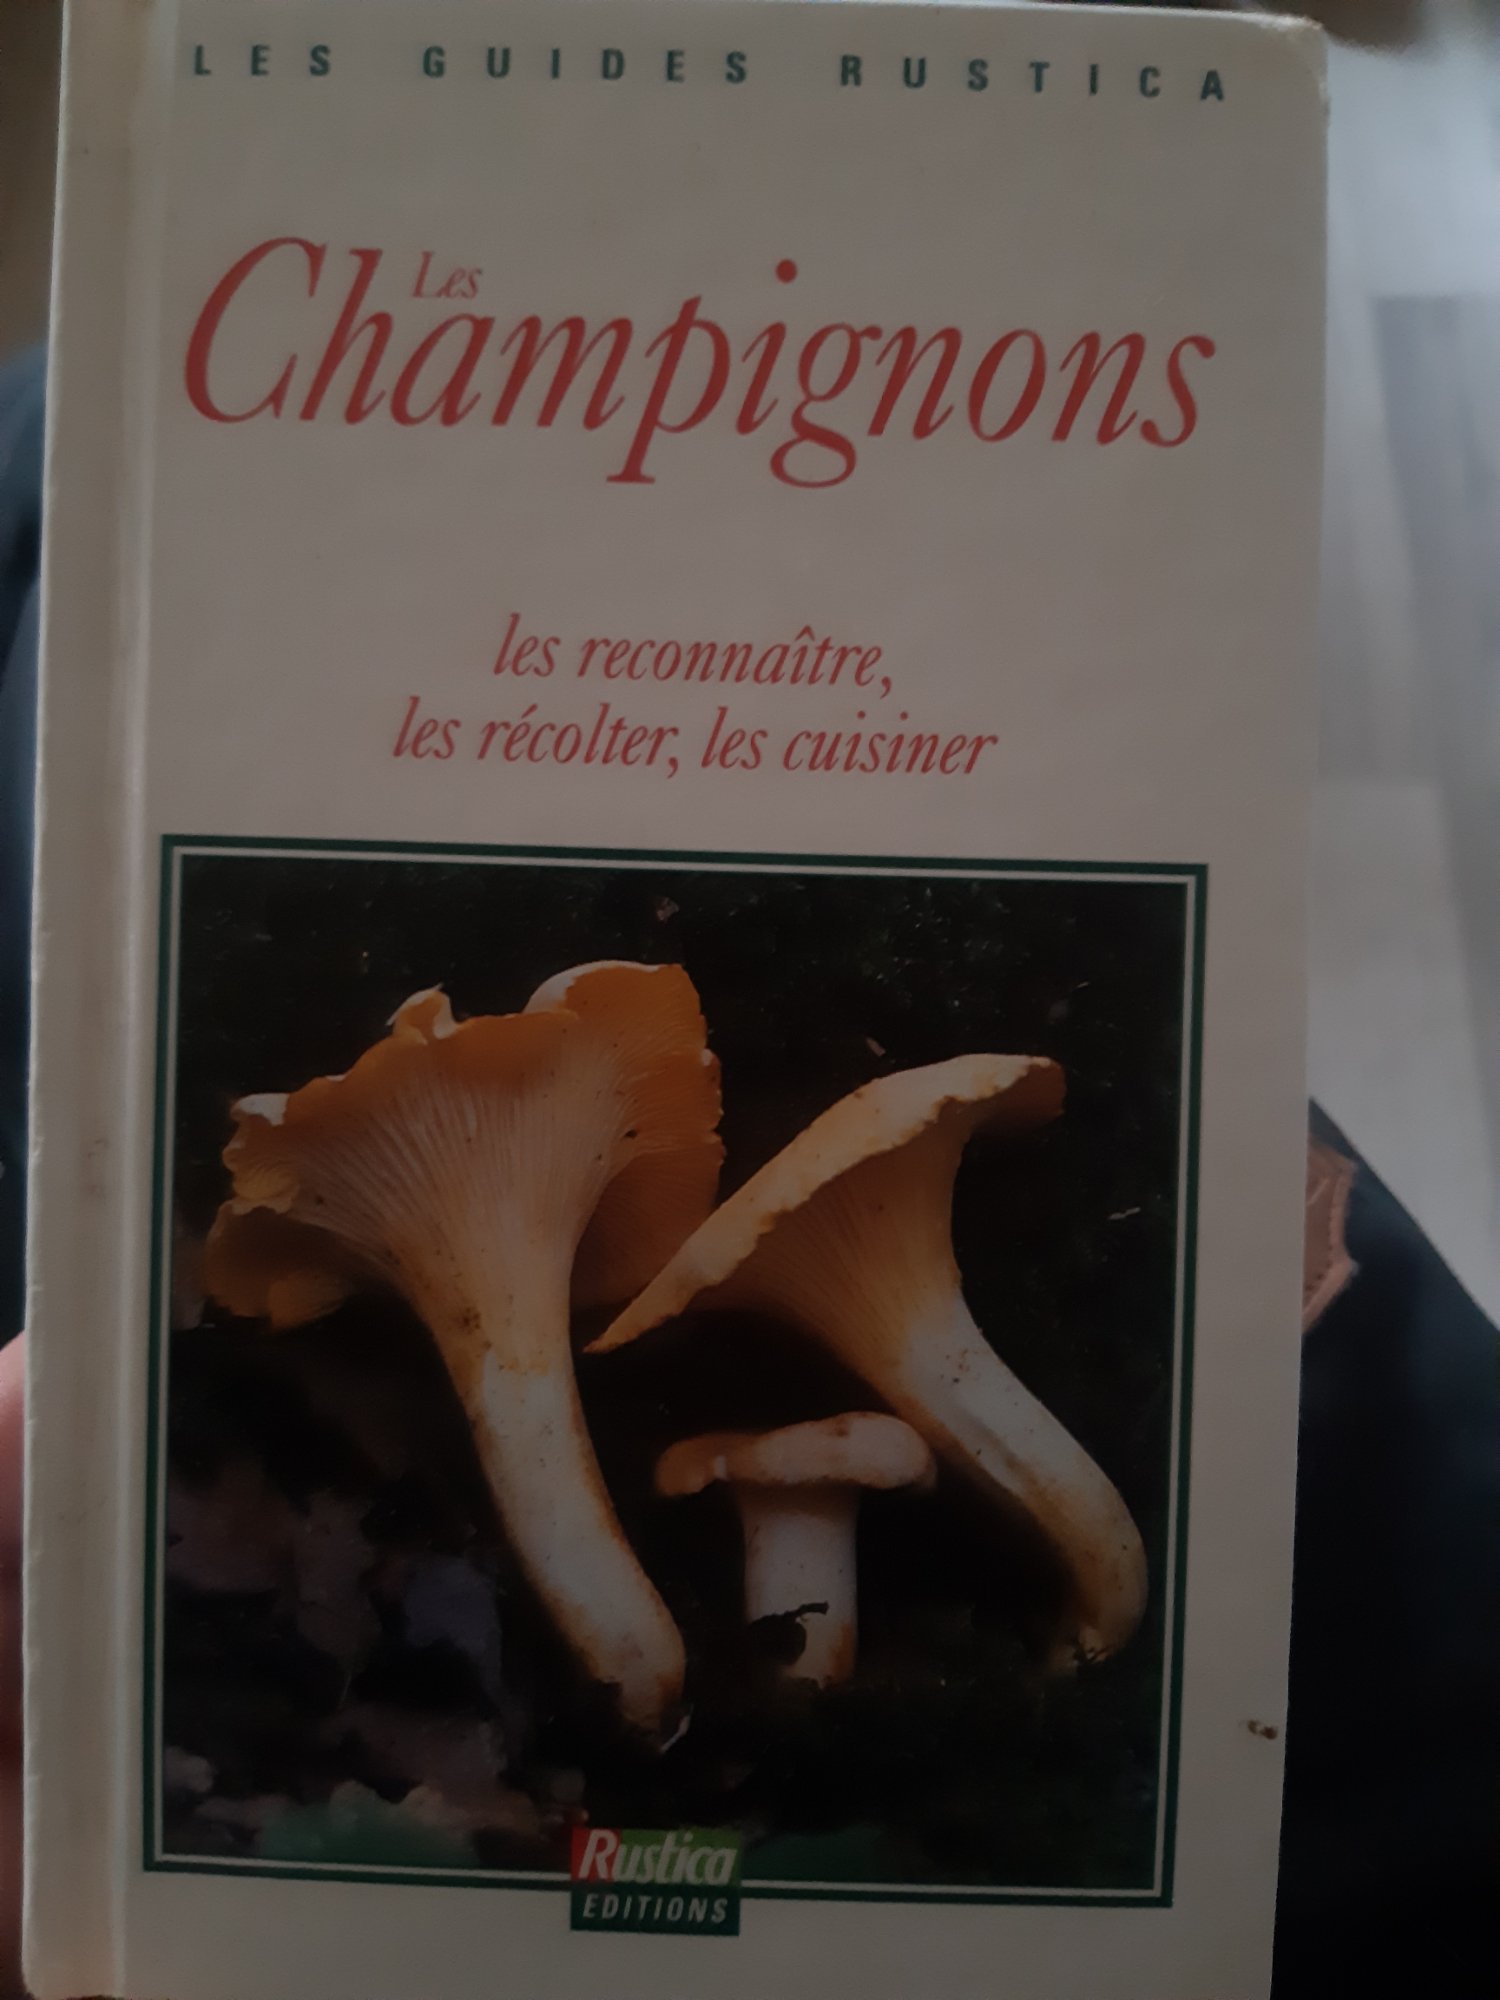 LES GUIDES RUSTICA
Les
Champignons
les reconnaître,
les récolter, les cuisiner
Rustica
EDITIONS